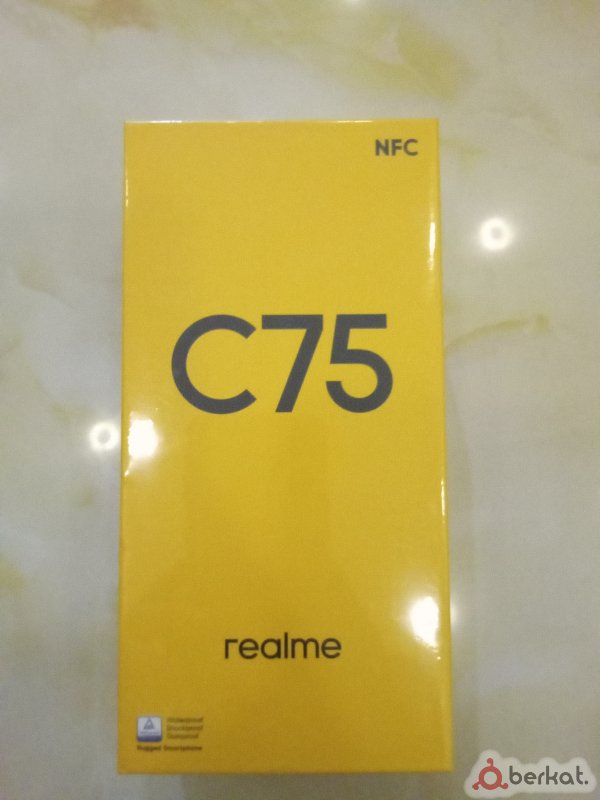 NFC
C75
realme
Waterproof
Shockproof
Dustproof
Rugged Smartphone
berkat.